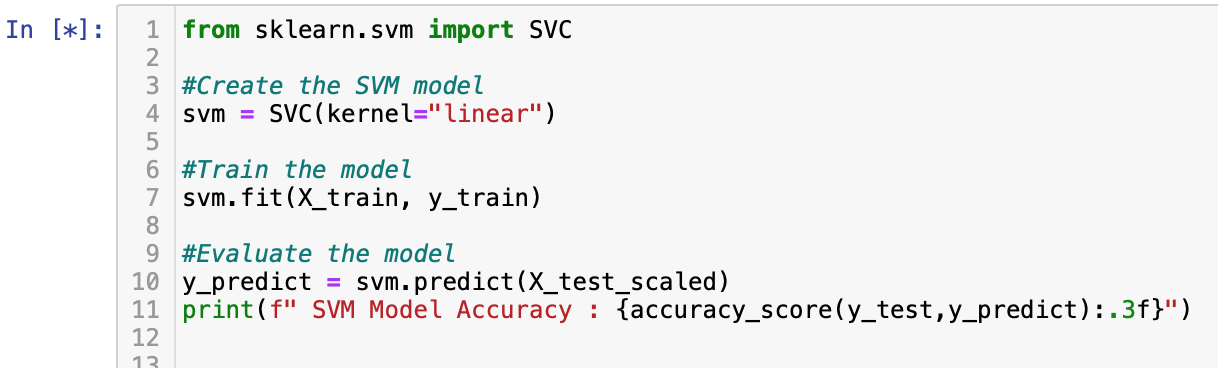 In [*]:
1 from sklearn.svm import SVC
2
3 #Create the SVM model
4 svm = SVC(kernel="linear")
5
6 #Train the model
7 svm.fit(X_train, y_train)
8
9 #Evaluate the model
10 y_predict = svm.predict(X_test_scaled)
11 print(f" SVM Model Accuracy : {accuracy_score(y_test,y_predict):.3f}")
12
13